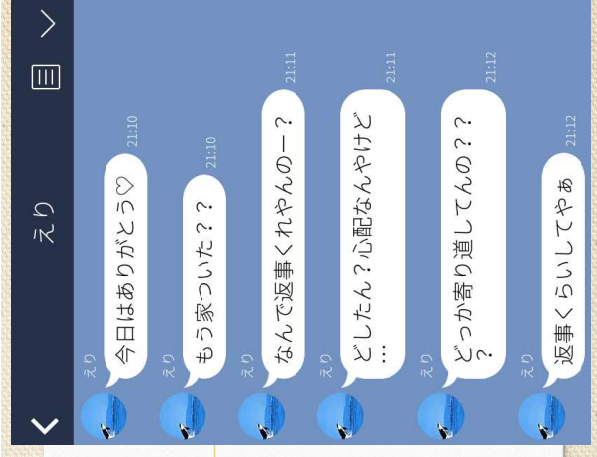 えり
えり
今日はありがとう♡
21:10
えり
もう家ついた??
21:10
えり
なんで返事くれやんのー?
21:11
えり
どしたん?心配なんやけど
…
21:11
えり
どっか寄り道してんの??
?
21:12
えり
返事くらいしてやぁ
21:12